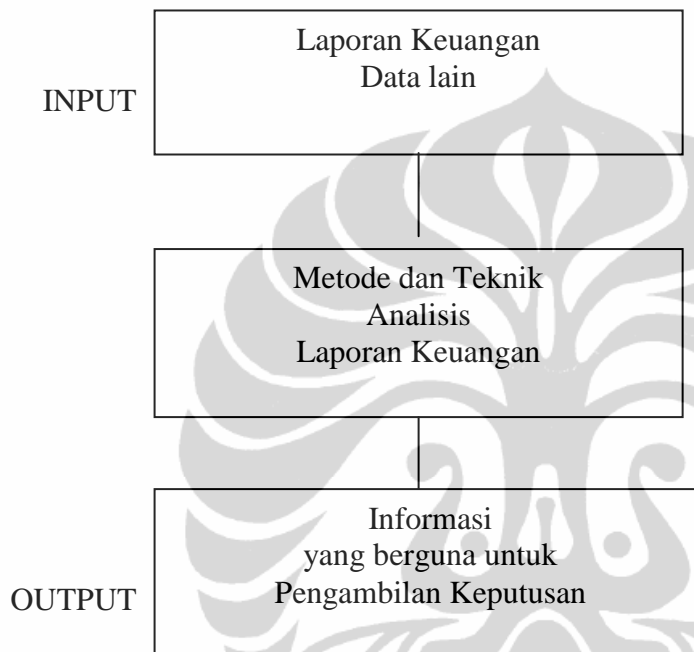 Laporan Keuangan
Data lain
INPUT
Metode dan Teknik
Analisis
Laporan Keuangan
Informasi
yang berguna untuk
Pengambilan Keputusan
OUTPUT